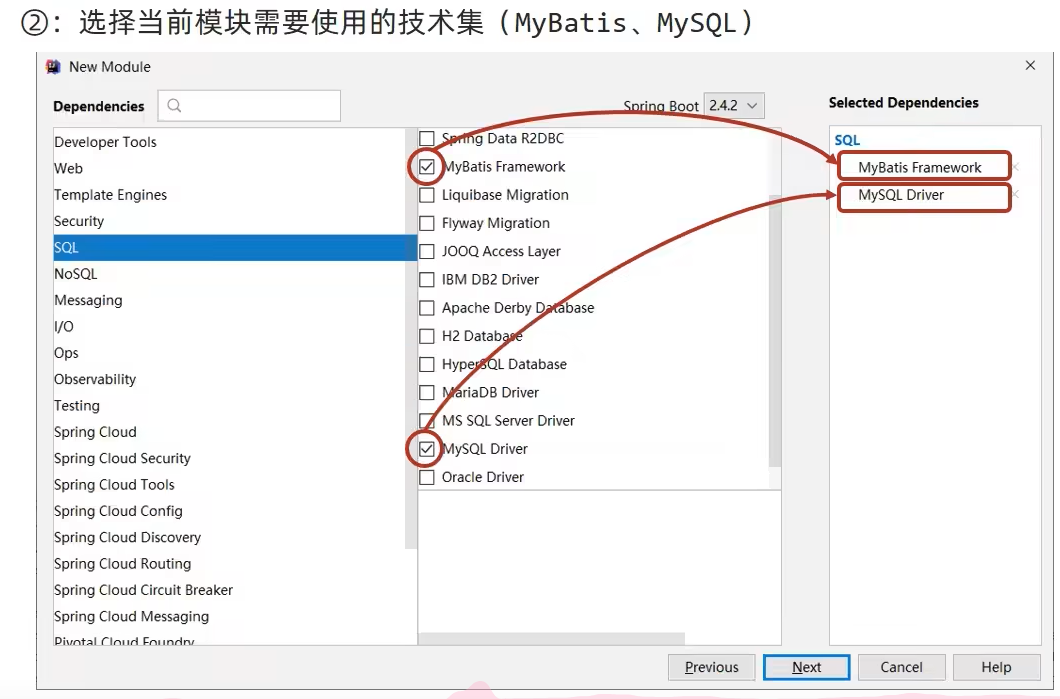 ②：选择当前模块需要使用的技术集（MyBatis、MySQL）
New Module
Dependencies
Spring Boot 2.4.2
Selected Dependencies
Developer Tools
Web
Template Engines
Security
SQL
NoSQL
Messaging
I/O
Ops
Observability
Testing
Spring Cloud
Spring Cloud Security
Spring Cloud Tools
Spring Cloud Config
Spring Cloud Discovery
Spring Cloud Routing
Spring Cloud Circuit Breaker
Spring Cloud Messaging
Pivotal Cloud Foundry
Spring Data R2DBC
MyBatis Framework
Liquibase Migration
Flyway Migration
JOOQ Access Layer
IBM DB2 Driver
Apache Derby Database
H2 Database
HyperSQL Database
MariaDB Driver
MS SQL Server Driver
MySQL Driver
Oracle Driver
SQL
MyBatis Framework
MySQL Driver
Previous
Next
Cancel
Help